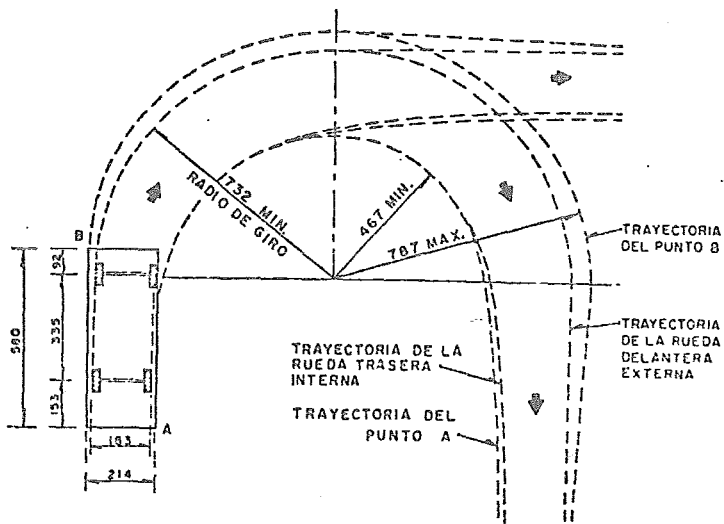 1732 MIN.
RADIO DE GIRO
467 MIN.
787 MAX.
B
TRAYECTORIA
DEL PUNTO B
92
580
335
153
TRAYECTORIA
DE LA RUEDA
DELANTERA
EXTERNA
TRAYECTORIA DE LA
RUEDA TRASERA
INTERNA
TRAYECTORIA DEL
PUNTO A
A
183
214